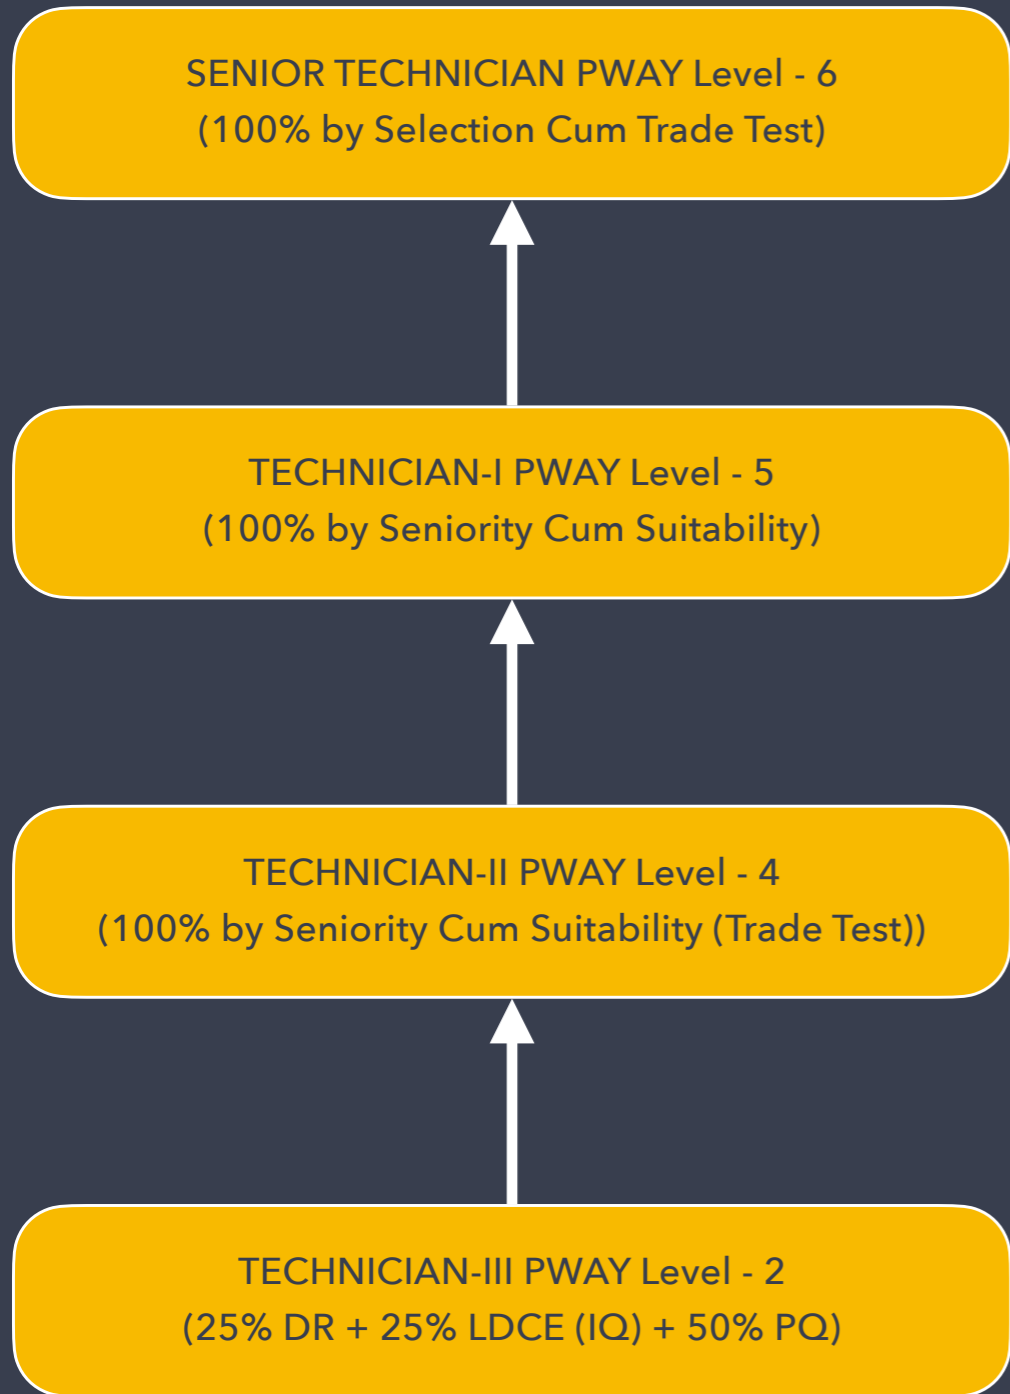 SENIOR TECHNICIAN PWAY Level - 6
(100% by Selection Cum Trade Test)
TECHNICIAN-I PWAY Level - 5
(100% by Seniority Cum Suitability)
TECHNICIAN-II PWAY Level - 4
(100% by Seniority Cum Suitability (Trade Test))
TECHNICIAN-III PWAY Level - 2
(25% DR + 25% LDCE (IQ) + 50% PQ)